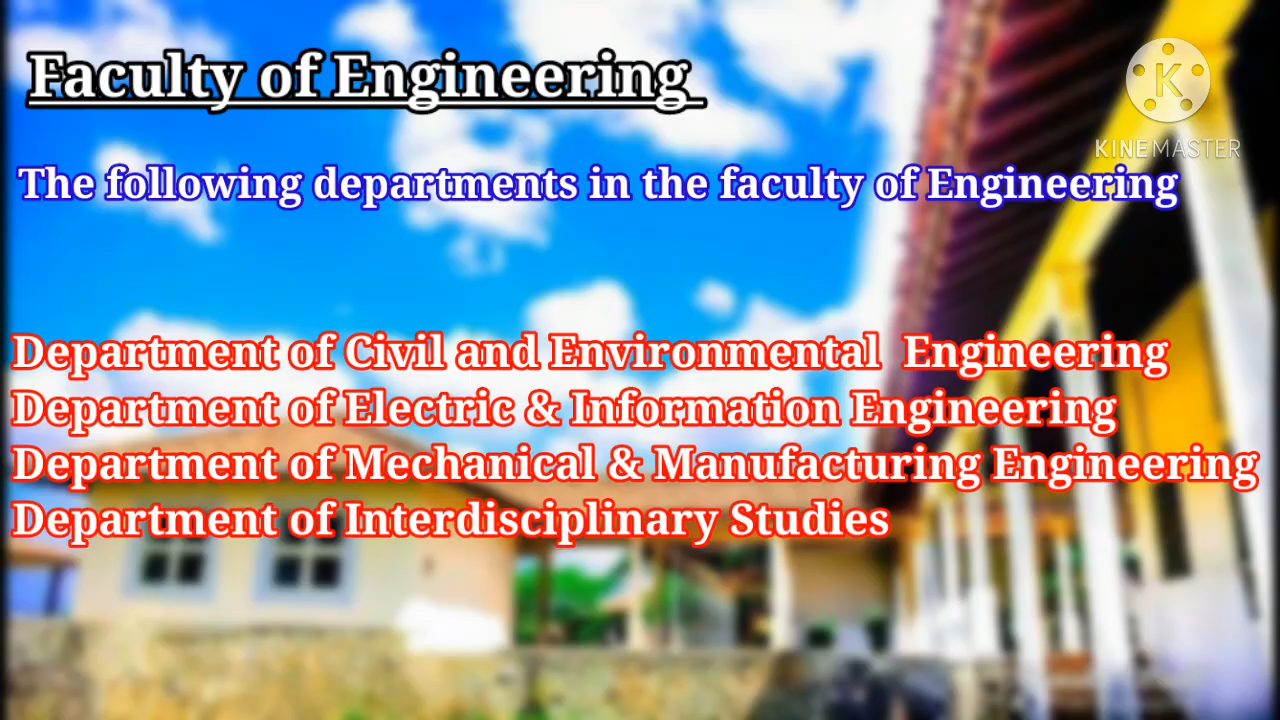 Faculty of Engineering
K
KINEMASTER
The following departments in the faculty of Engineering
Department of Civil and Environmental Engineering
Department of Electric & Information Engineering
Department of Mechanical & Manufacturing Engineering
Department of Interdisciplinary Studies